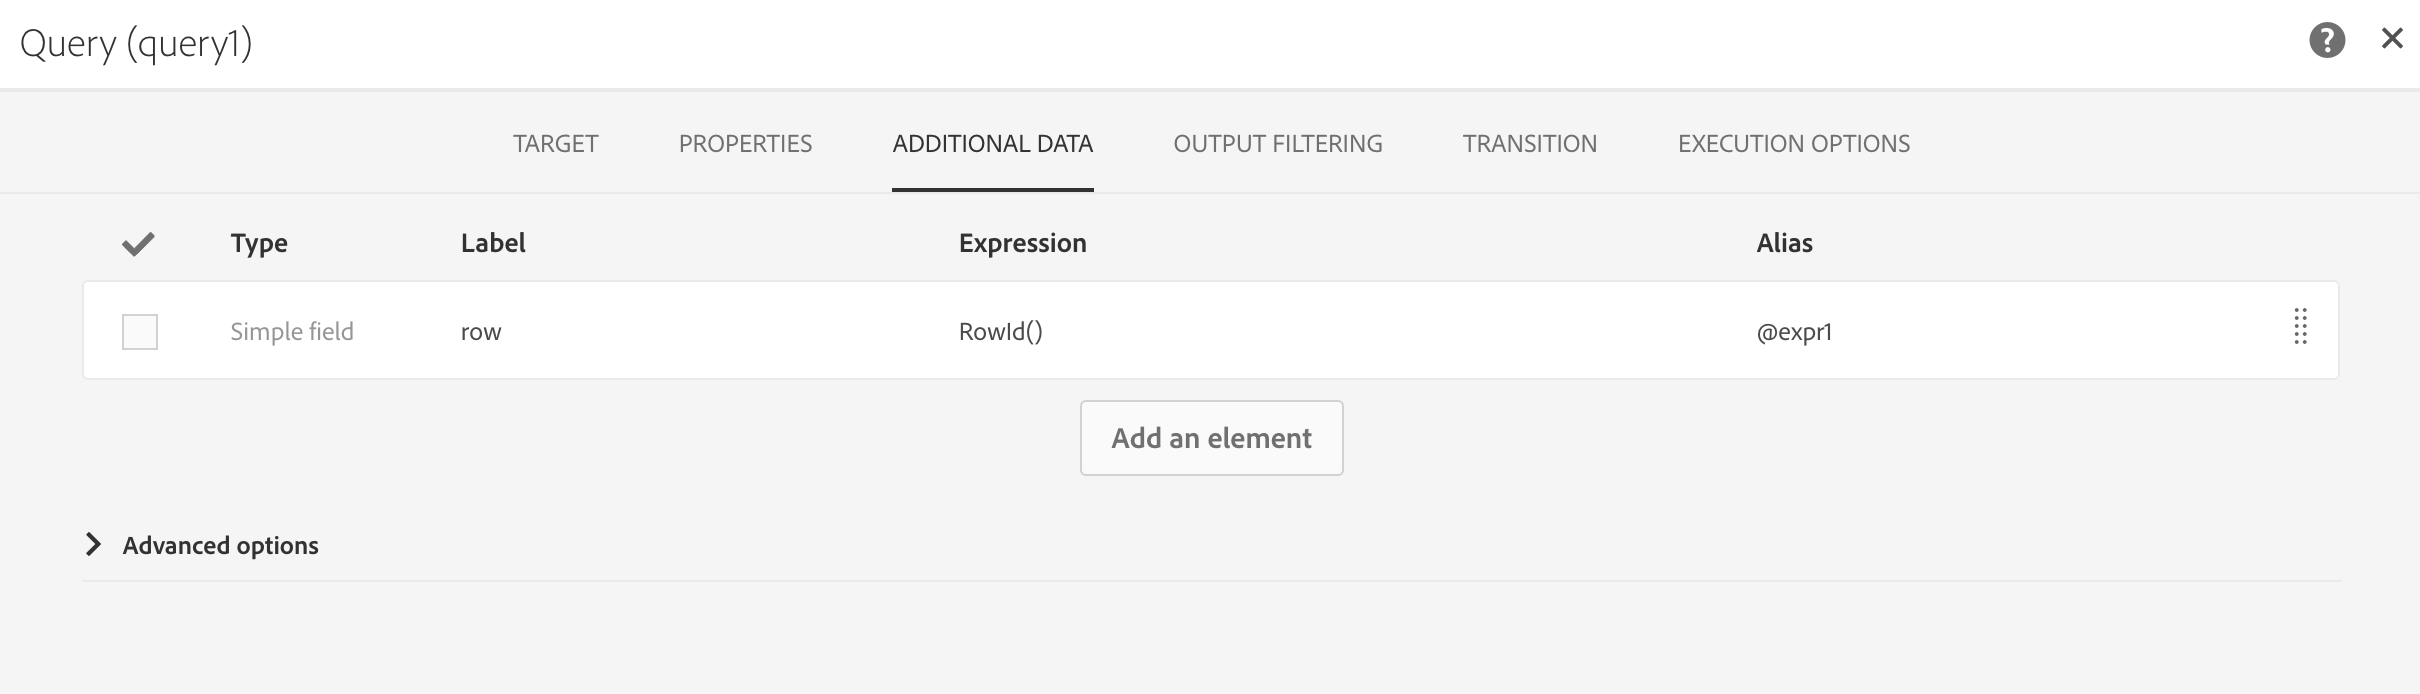 Query (query1)
?
TARGET PROPERTIES ADDITIONAL DATA OUTPUT FILTERING TRANSITION EXECUTION OPTIONS
Type Label Expression Alias
Simple field row RowId() @expr1
Add an element
Advanced options